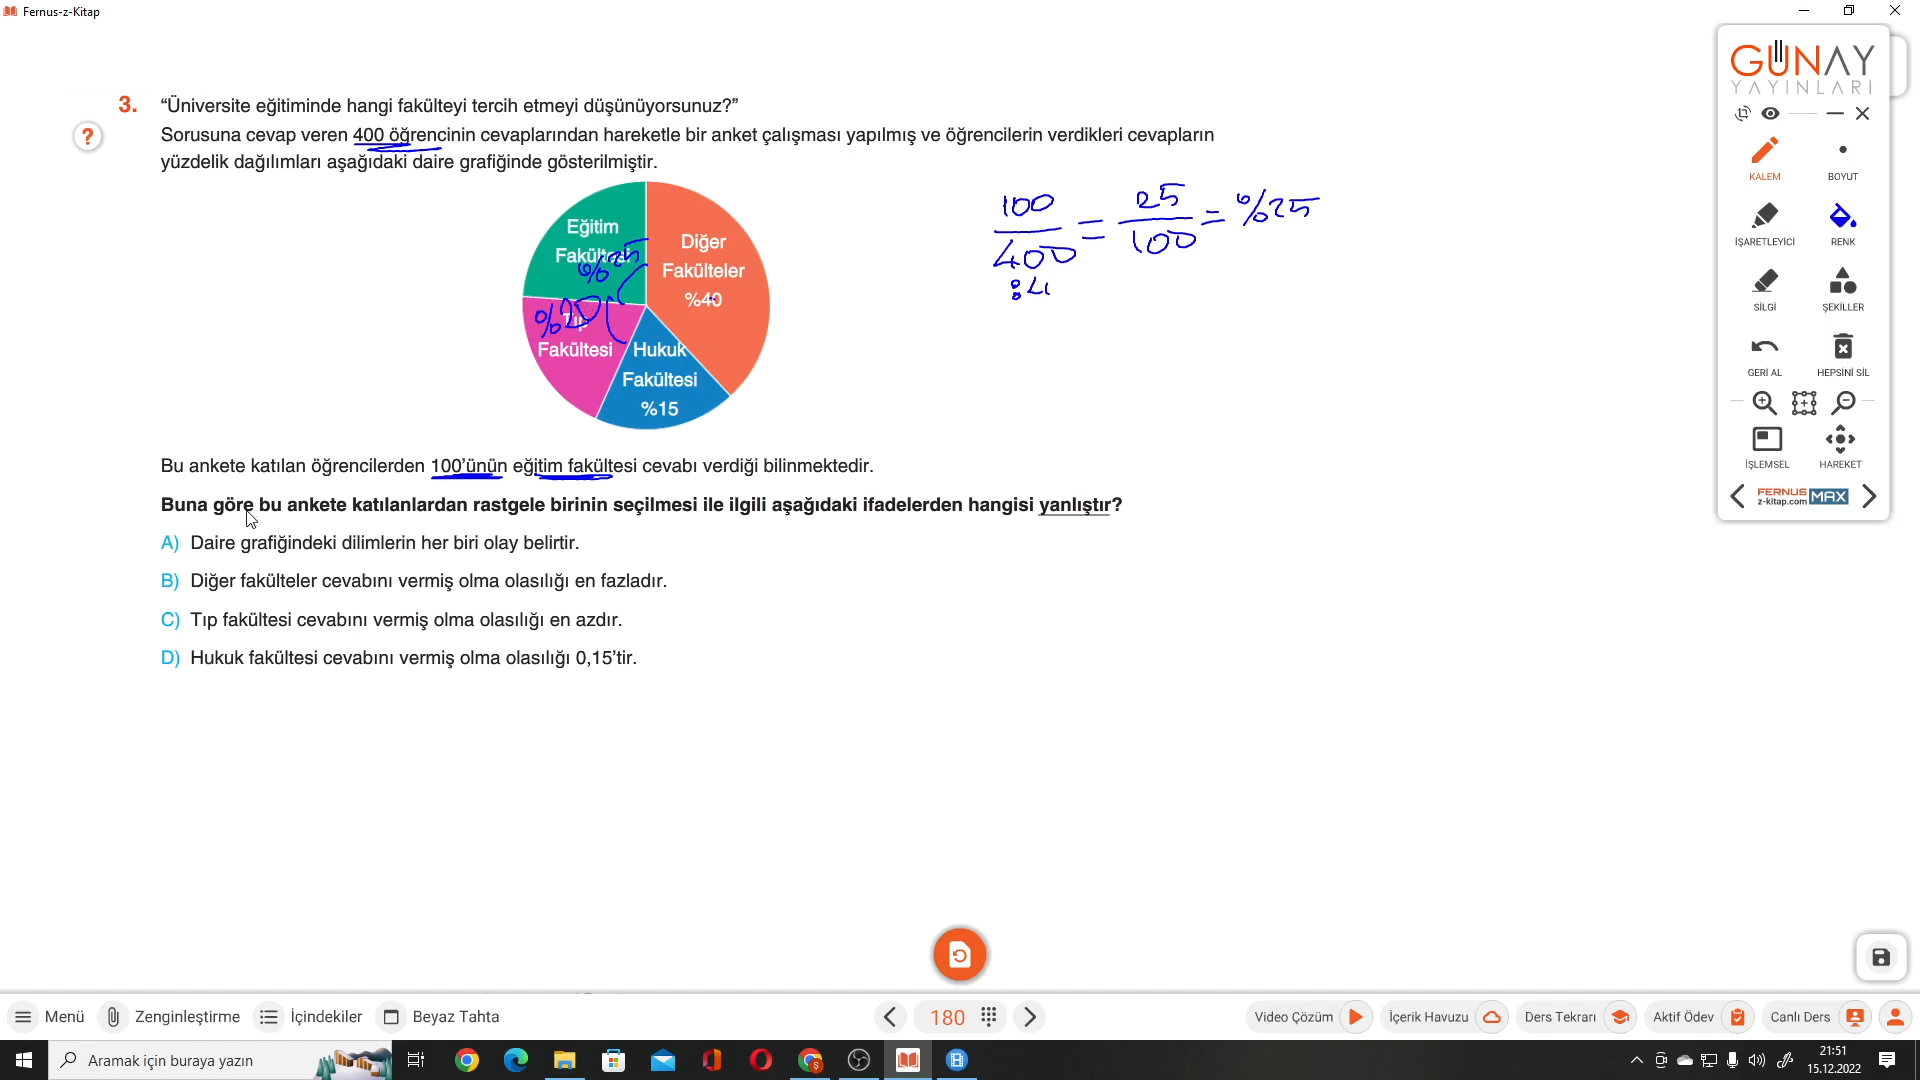 Fernus-z-Kitap
3. “Üniversite eğitiminde hangi fakülteyi tercih etmeyi düşünüyorsunuz?”
? Sorusuna cevap veren 400 öğrencinin cevaplarından hareketle bir anket çalışması yapılmış ve öğrencilerin verdikleri cevapların
yüzdelik dağılımları aşağıdaki daire grafiğinde gösterilmiştir.
Eğitim
Fakültesi
%25
Diğer
Fakülteler
%40
%20
Tıp
Fakültesi
Hukuk
Fakültesi
%15
100/400 = 25/100 = %25
:4
Bu ankete katılan öğrencilerden 100’ünün eğitim fakültesi cevabı verdiği bilinmektedir.
Buna göre bu ankete katılanlardan rastgele birinin seçilmesi ile ilgili aşağıdaki ifadelerden hangisi yanlıştır?
A) Daire grafiğindeki dilimlerin her biri olay belirtir.
B) Diğer fakülteler cevabını vermiş olma olasılığı en fazladır.
C) Tıp fakültesi cevabını vermiş olma olasılığı en azdır.
D) Hukuk fakültesi cevabını vermiş olma olasılığı 0,15’tir.
GÜNAY
YAYINLARI
KALEM
BOYUT
İŞARETLEYİCİ
RENK
SİLGİ
ŞEKİLLER
GERİ AL
HEPSİNİ SİL
İŞLEMSEL
HAREKET
FERNUS
z-kitap.com
MAX
Menü
Zenginleştirme
İçindekiler
Beyaz Tahta
180
Video Çözüm
İçerik Havuzu
Ders Tekrarı
Aktif Ödev
Canlı Ders
Aramak için buraya yazın
21:51
15.12.2022